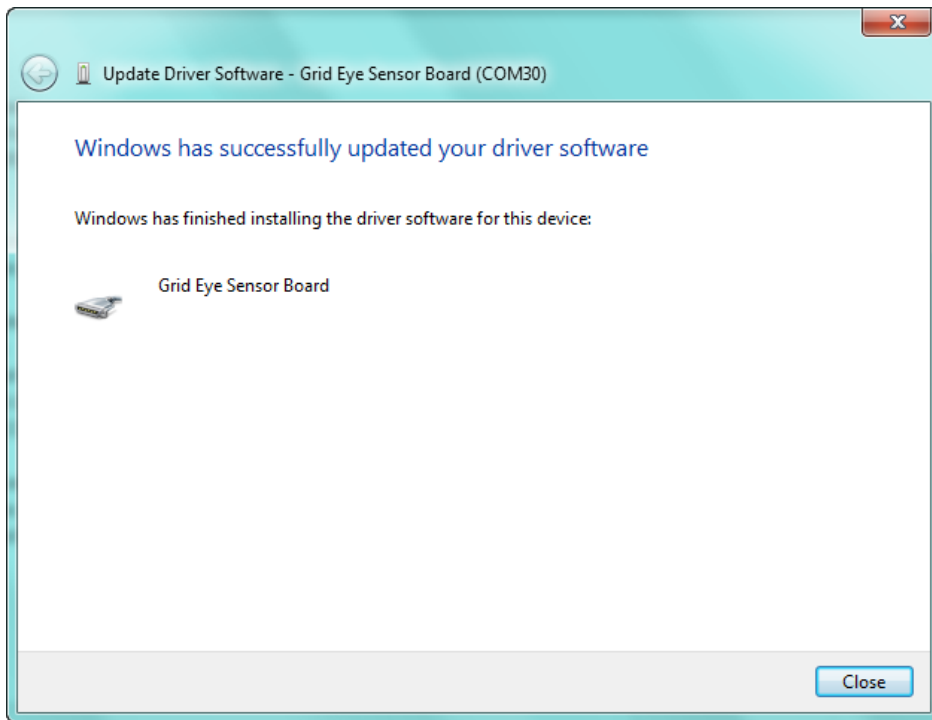 Update Driver Software - Grid Eye Sensor Board (COM30)
Windows has successfully updated your driver software
Windows has finished installing the driver software for this device:
Grid Eye Sensor Board
Close